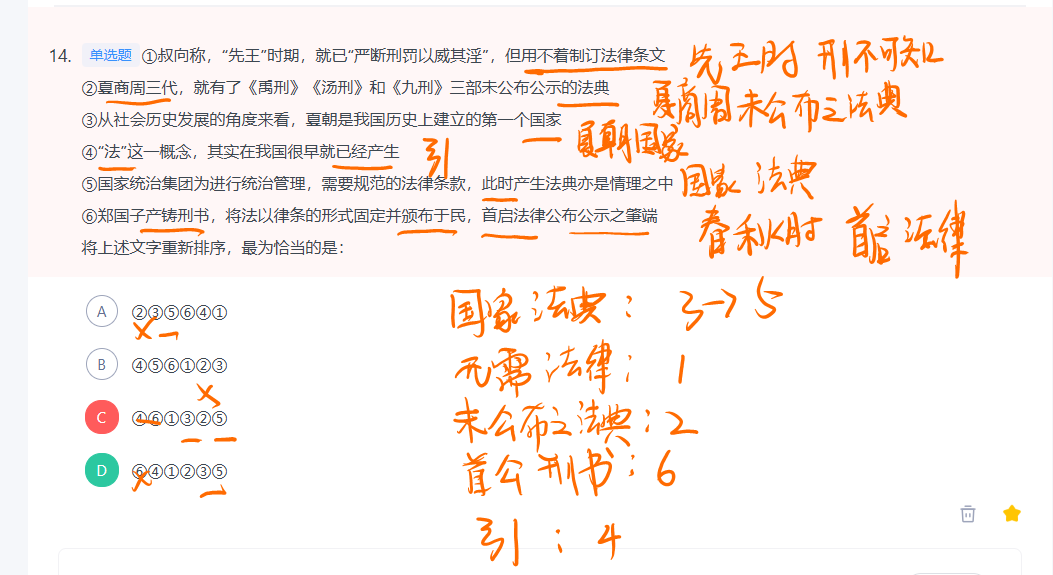 14. 单选题 ①叔向称，“先王”时期，就已“严断刑罚以威其淫”，但用不着制订法律条文
先王时 刑不可知
②夏商周三代，就有了《禹刑》《汤刑》和《九刑》三部未公布公示的法典
夏商周未公布之法典
③从社会历史发展的角度来看，夏朝是我国历史上建立的第一个国家
夏朝国家
④“法”这一概念，其实在我国很早就已经产生
引
⑤国家统治集团为进行统治管理，需要规范的法律条款，此时产生法典亦是情理之中
国家 法典
⑥郑国子产铸刑书，将法以律条的形式固定并颁布于民，首启法律公布公示之肇端
春秋时 首启法律
将上述文字重新排序，最为恰当的是：
A ②③⑤⑥④①
B ④⑤⑥①②③
C ④⑥①③②⑤
D ⑥④①②③⑤
国家法典： 3→5
无需法律： 1
未公布之法典：2
首公刑书：6
引：4